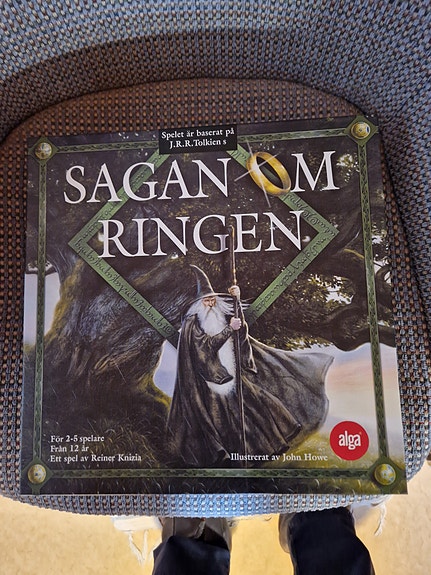 Spelet är baserat på
J.R.R.Tolkien s
SAGAN OM
RINGEN
För 2-5 spelare
Från 12 år
Ett spel av Reiner Knizia
Illustrerat av John Howe
alga